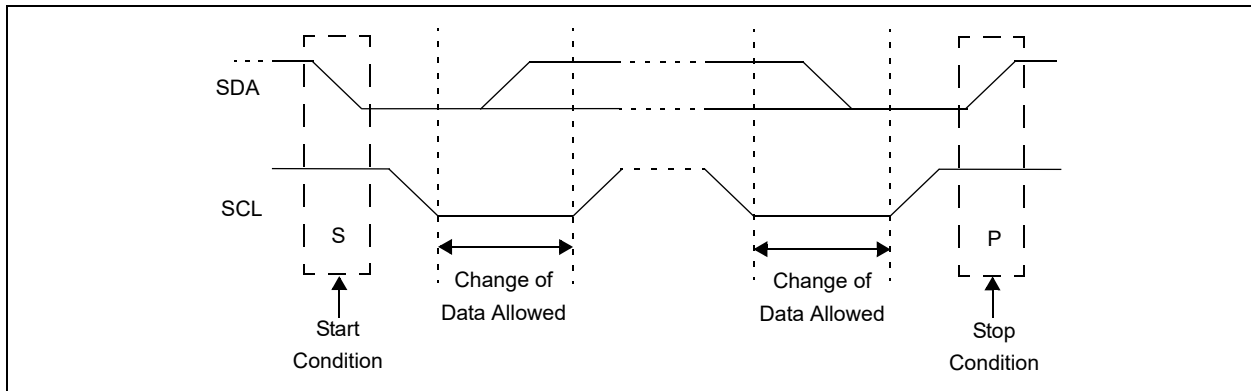 SDA
SCL
S
P
Change of
Data Allowed
Change of
Data Allowed
Start
Condition
Stop
Condition